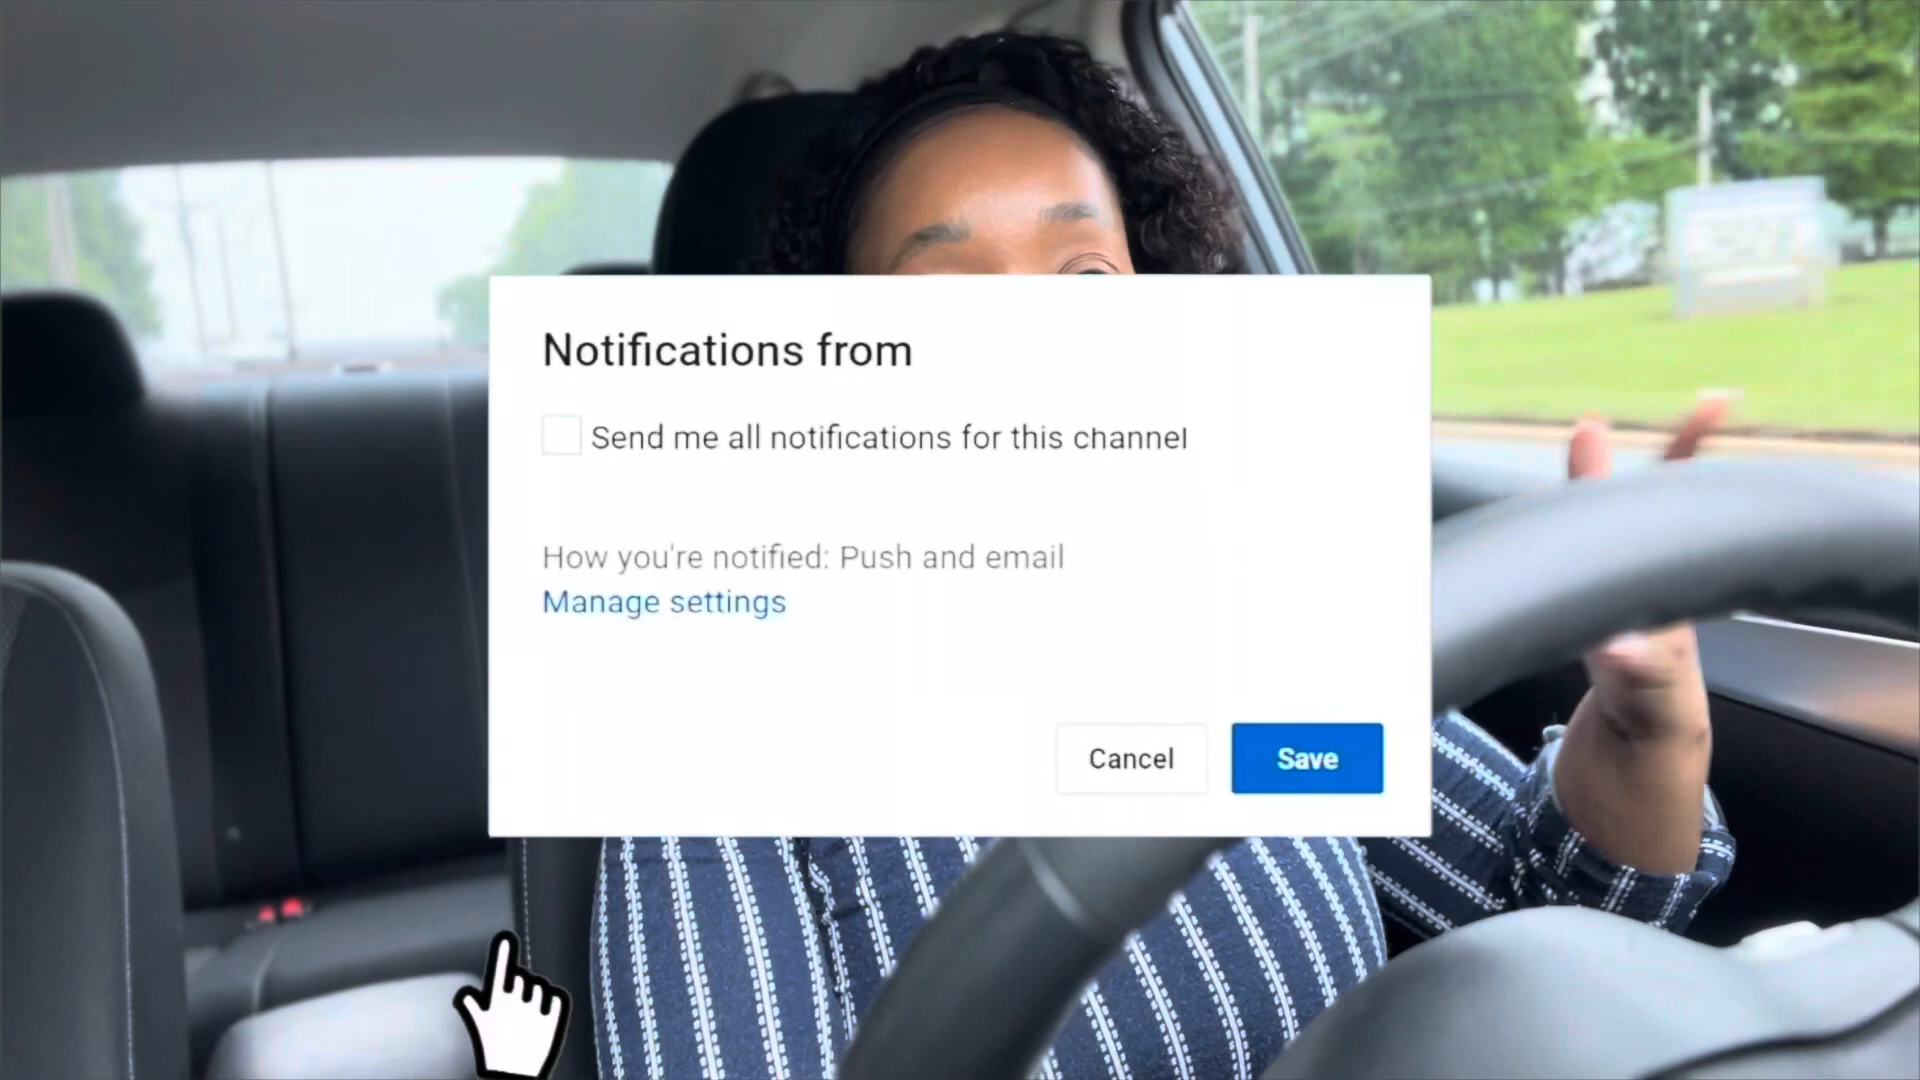 Notifications from
Send me all notifications for this channel
How you're notified: Push and email
Manage settings
Cancel
Save